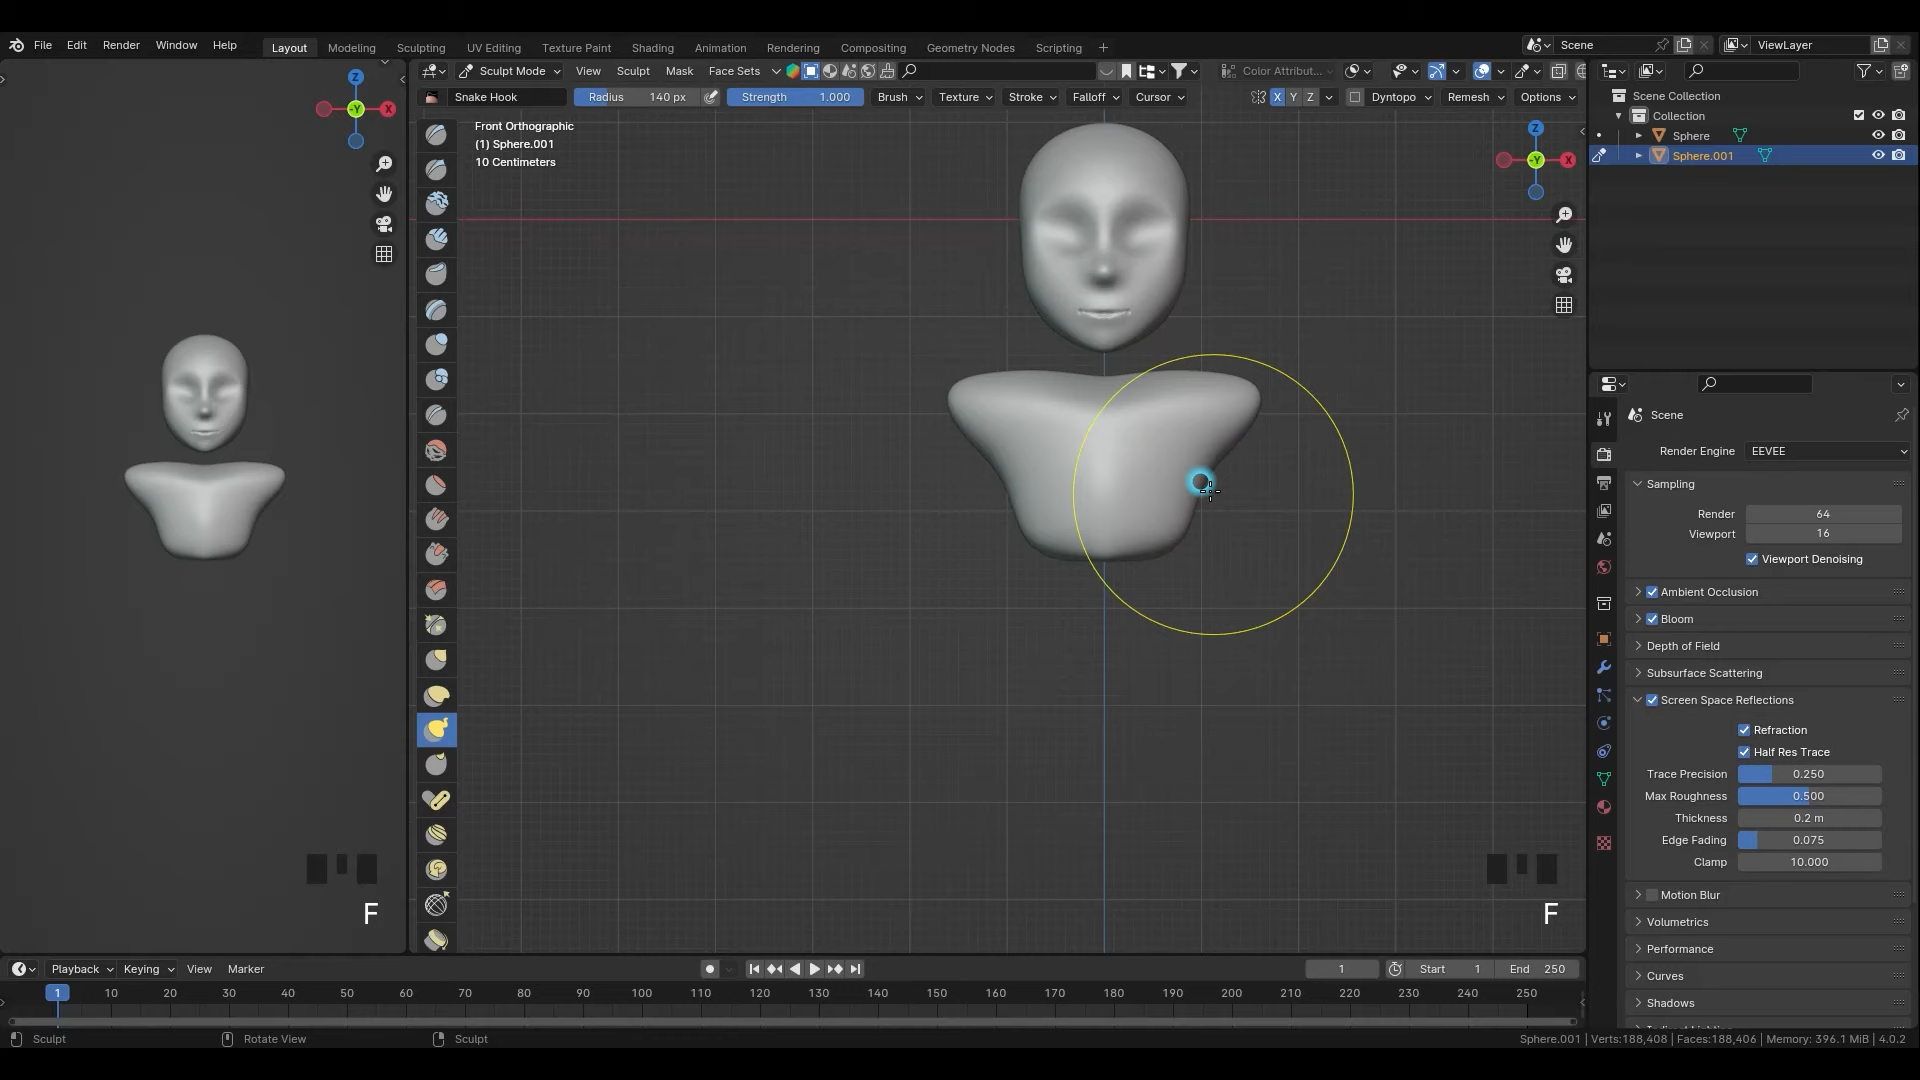 File Edit Render Window Help Layout Modeling Sculpting UV Editing Texture Paint Shading Animation Rendering Compositing Geometry Nodes Scripting + Scene ViewLayer
Sculpt Mode View Sculpt Mask Face Sets Color Attribut...
Snake Hook Radius 140 px Strength 1.000 Brush Texture Stroke Falloff Cursor X Y Z Dyntopo Remesh Options
Z
-Y
X
Front Orthographic
(1) Sphere.001
10 Centimeters
Z
-Y
X
F
F
Scene Collection
Collection
Sphere
Sphere.001
Scene
Render Engine EEVEE
Sampling
Render 64
Viewport 16
Viewport Denoising
Ambient Occlusion
Bloom
Depth of Field
Subsurface Scattering
Screen Space Reflections
Refraction
Half Res Trace
Trace Precision 0.250
Max Roughness 0.500
Thickness 0.2 m
Edge Fading 0.075
Clamp 10.000
Motion Blur
Volumetrics
Performance
Curves
Shadows
Playback Keying View Marker 1 Start 1 End 250
1 10 20 30 40 50 60 70 80 90 100 110 120 130 140 150 160 170 180 190 200 210 220 230 240 250
Sculpt Rotate View Sculpt Sphere.001 | Verts:188,408 | Faces:188,406 | Memory: 396.1 MiB | 4.0.2